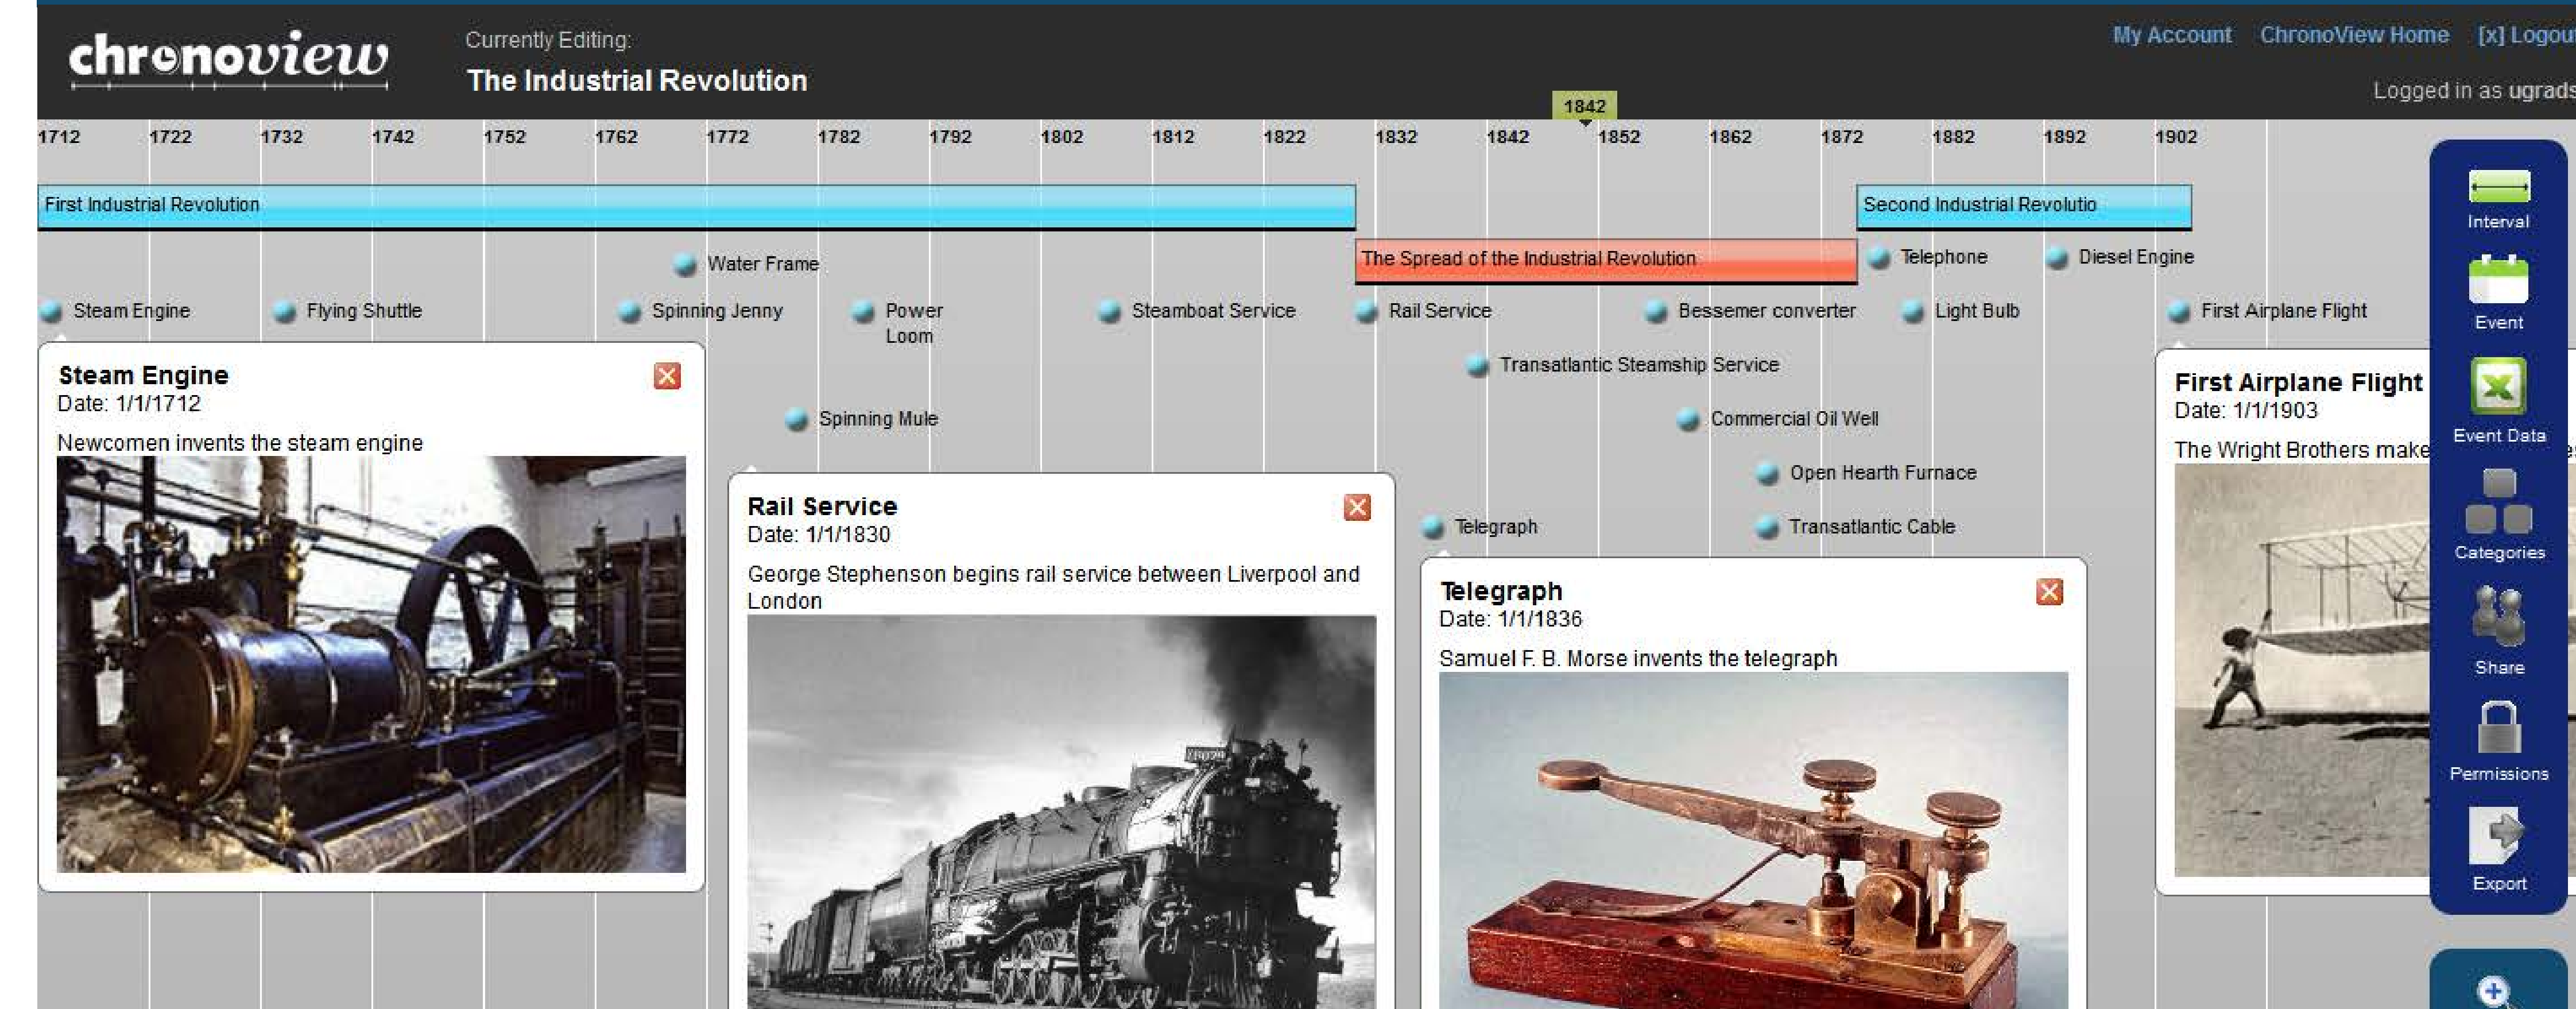 chronoview
Currently Editing:
The Industrial Revolution
My Account ChronoView Home [x] Logout
Logged in as ugrads
1842
1712 1722 1732 1742 1752 1762 1772 1782 1792 1802 1812 1822 1832 1842 1852 1862 1872 1882 1892 1902
First Industrial Revolution
Second Industrial Revolutio
The Spread of the Industrial Revolution
Water Frame
Telephone
Diesel Engine
Steam Engine
Flying Shuttle
Spinning Jenny
Power
Loom
Steamboat Service
Rail Service
Bessemer converter
Light Bulb
First Airplane Flight
Transatlantic Steamship Service
Spinning Mule
Commercial Oil Well
Open Hearth Furnace
Telegraph
Transatlantic Cable
Steam Engine
Date: 1/1/1712
Newcomen invents the steam engine
Rail Service
Date: 1/1/1830
George Stephenson begins rail service between Liverpool and
London
Telegraph
Date: 1/1/1836
Samuel F. B. Morse invents the telegraph
First Airplane Flight
Date: 1/1/1903
The Wright Brothers make
Interval
Event
Event Data
Categories
Share
Permissions
Export